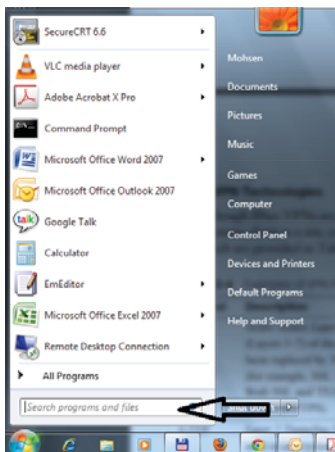 SecureCRT 6.6
VLC media player
Adobe Acrobat X Pro
Command Prompt
Microsoft Office Word 2007
Microsoft Office Outlook 2007
talk
Google Talk
Calculator
EmEditor
Microsoft Office Excel 2007
Remote Desktop Connection
All Programs
Search programs and files
Mohsen
Documents
Pictures
Music
Games
Computer
Control Panel
Devices and Printers
Default Programs
Help and Support